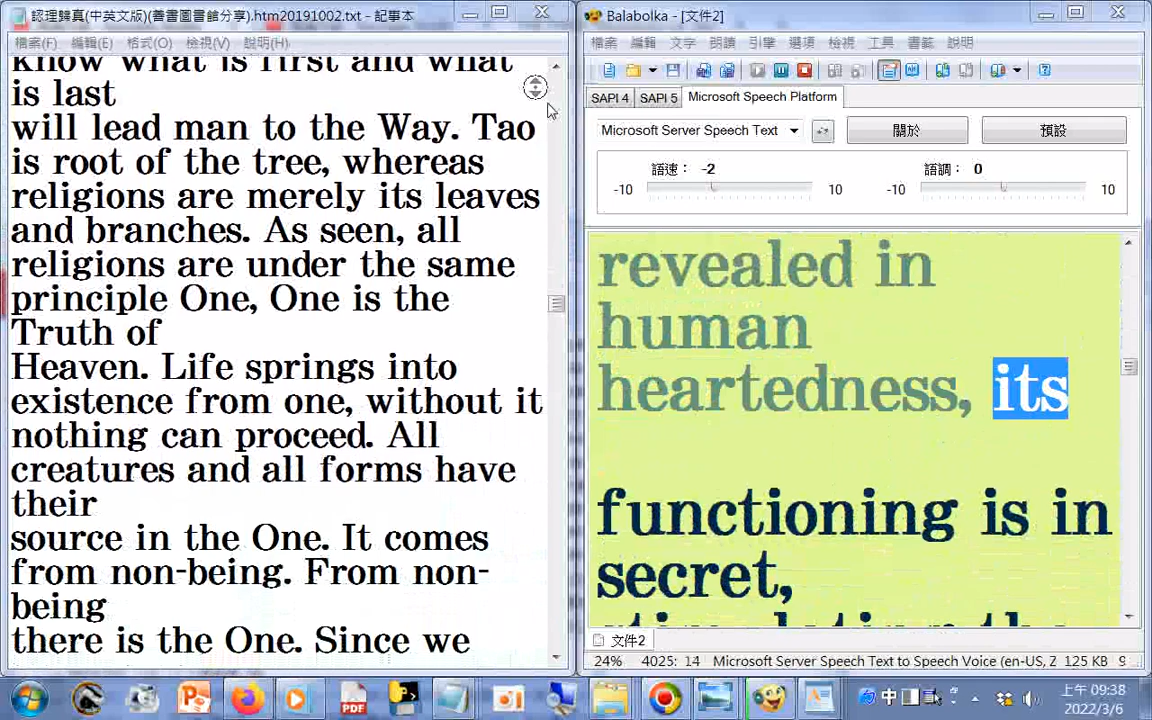 認理歸真(中英文版)(善書圖書館分享).htm20191002.txt - 記事本
檔案(F) 編輯(E) 格式(O) 檢視(V) 說明(H)
know what is first and what
is last
will lead man to the Way. Tao
is root of the tree, whereas
religions are merely its leaves
and branches. As seen, all
religions are under the same
principle One, One is the
Truth of
Heaven. Life springs into
existence from one, without it
nothing can proceed. All
creatures and all forms have
their
source in the One. It comes
from non-being. From non-
being
there is the One. Since we
Balabolka - [文件2]
檔案 編輯 文字 朗讀 引擎 選項 檢視 工具 書籤 說明
SAPI 4 SAPI 5 Microsoft Speech Platform
Microsoft Server Speech Text 關於 預設
語速： -2 語調： 0
-10 10 -10 10
revealed in
human
heartedness, its
functioning is in
secret,
文件2
24% 4025: 14 Microsoft Server Speech Text to Speech Voice (en-US, Z 125 KB 9
PDF
中
上午 09:38
2022/3/6